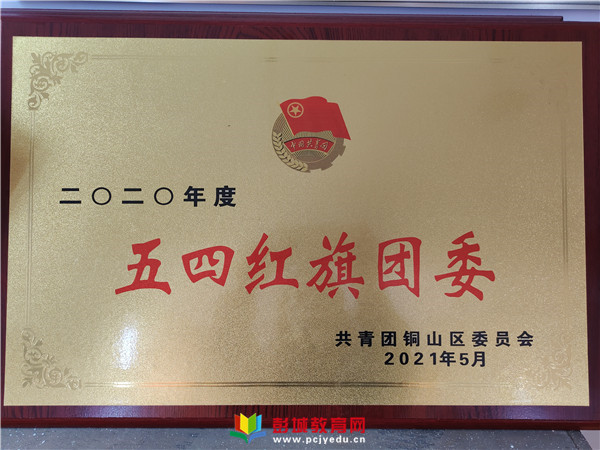 中国共青团
二〇二〇年度
五四红旗团委
共青团铜山区委员会
2021年5月
彭城教育网
www.pcjyedu.cn